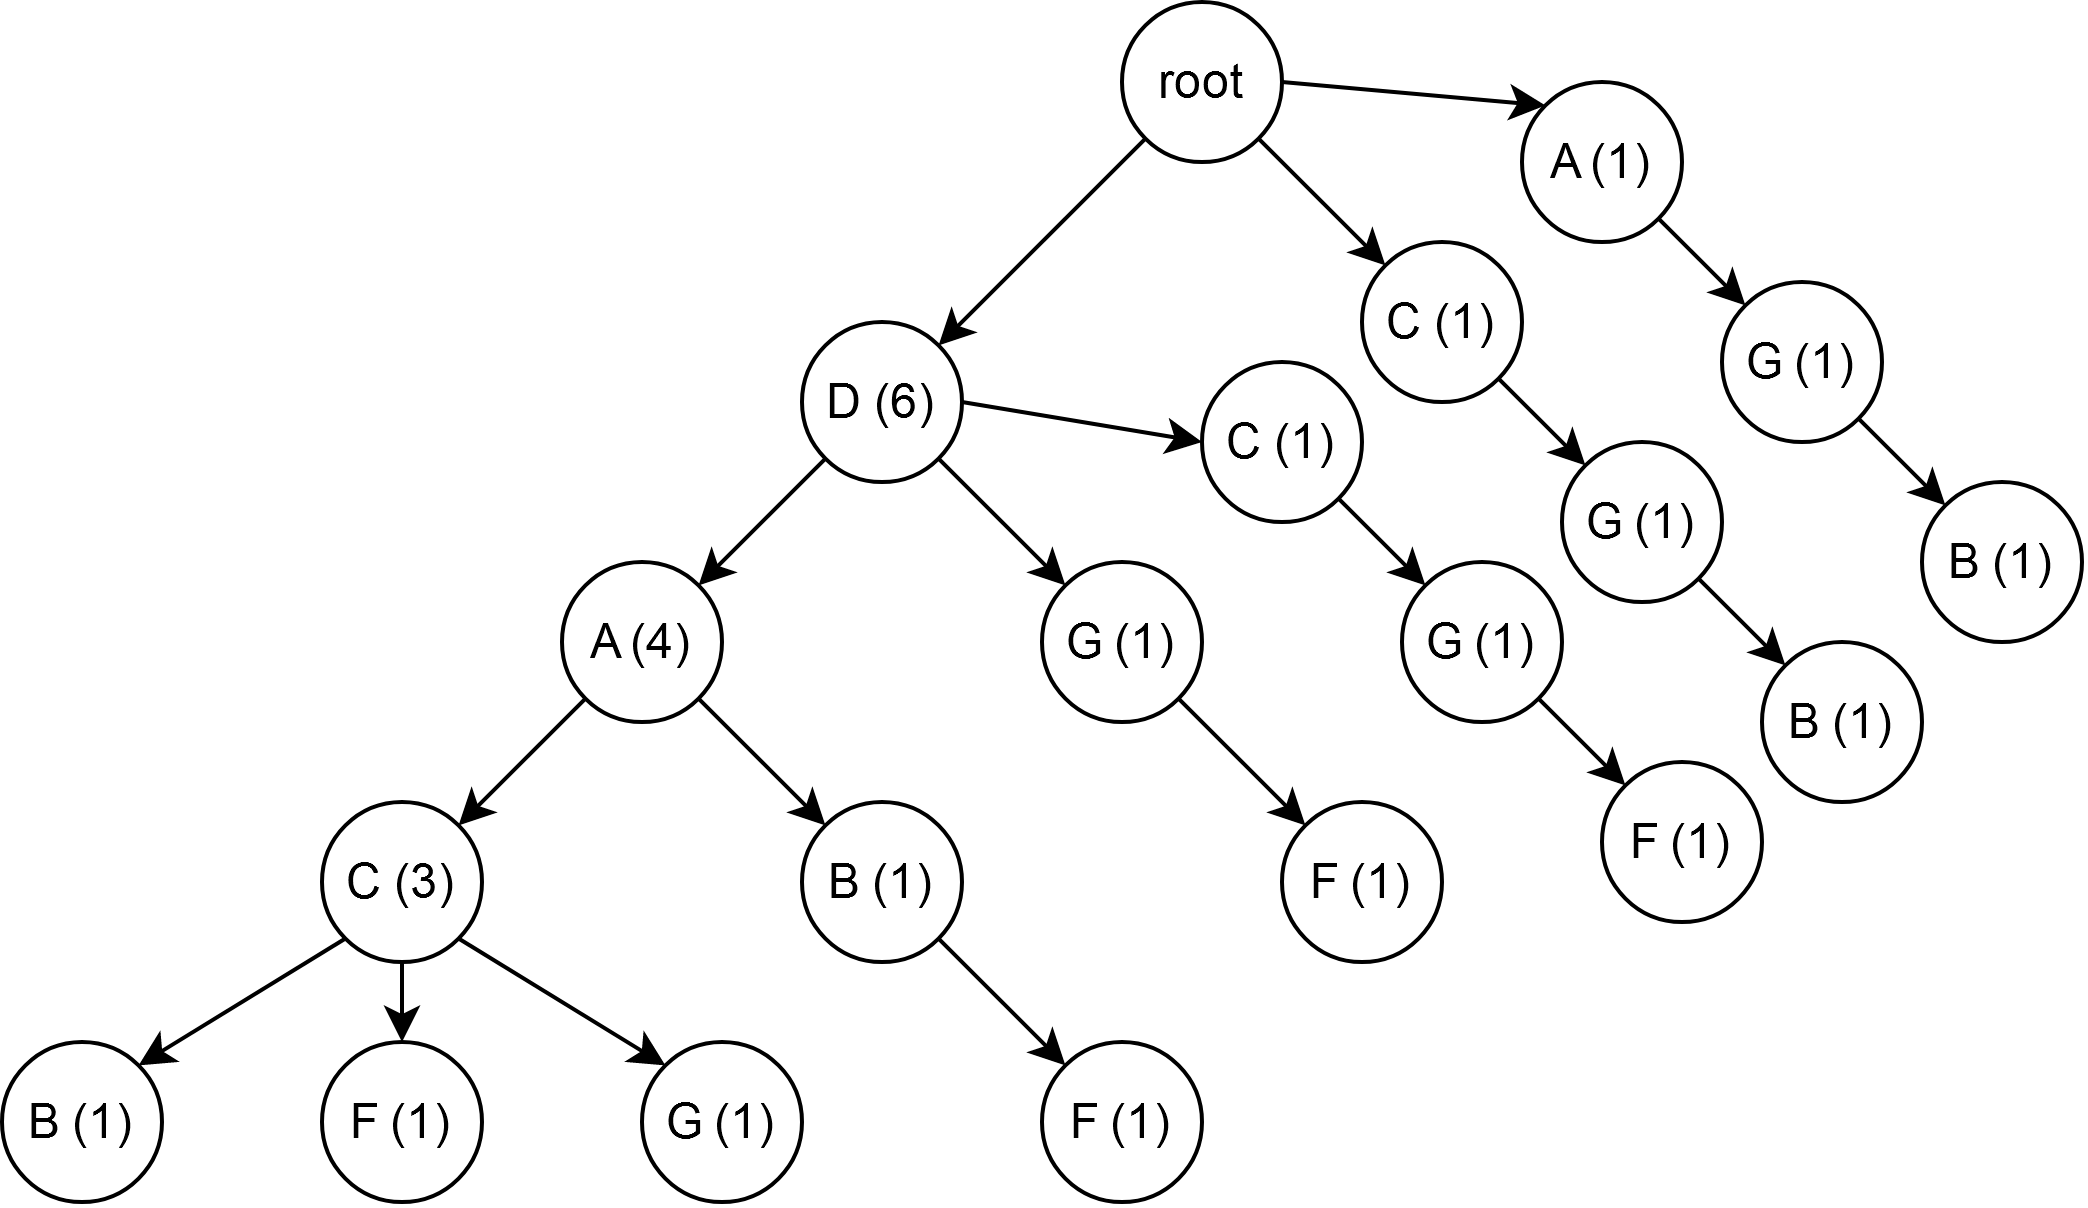 root
A (1)
C (1)
G (1)
D (6)
C (1)
G (1)
B (1)
A (4)
G (1)
G (1)
B (1)
F (1)
C (3)
B (1)
F (1)
B (1)
F (1)
G (1)
F (1)